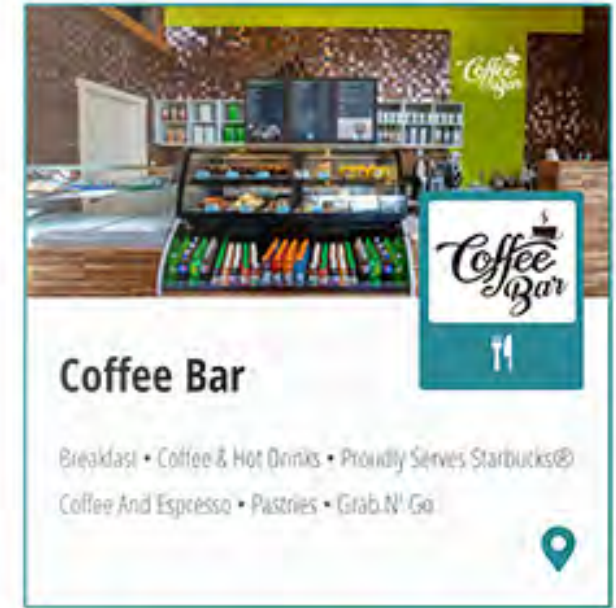 Coffee
Bar
Coffee
Bar
Coffee Bar
Breakfast • Coffee & Hot Drinks • Proudly Serves Starbucks®
Coffee And Espresso • Pastries • Grab N' Go